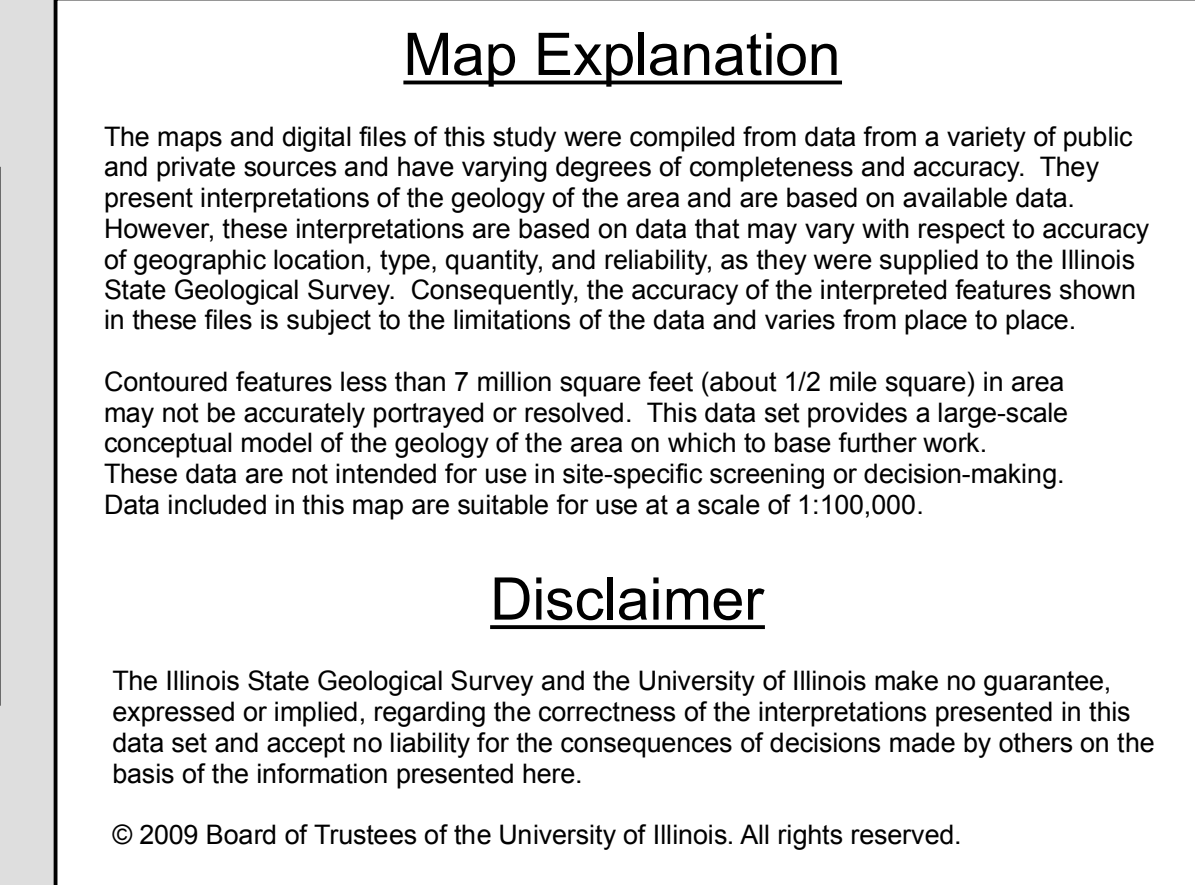 Map Explanation
The maps and digital files of this study were compiled from data from a variety of public
and private sources and have varying degrees of completeness and accuracy.  They
present interpretations of the geology of the area and are based on available data.
However, these interpretations are based on data that may vary with respect to accuracy
of geographic location, type, quantity, and reliability, as they were supplied to the Illinois
State Geological Survey.  Consequently, the accuracy of the interpreted features shown
in these files is subject to the limitations of the data and varies from place to place.
Contoured features less than 7 million square feet (about 1/2 mile square) in area
may not be accurately portrayed or resolved.  This data set provides a large-scale
conceptual model of the geology of the area on which to base further work.
These data are not intended for use in site-specific screening or decision-making.
Data included in this map are suitable for use at a scale of 1:100,000.
Disclaimer
The Illinois State Geological Survey and the University of Illinois make no guarantee,
expressed or implied, regarding the correctness of the interpretations presented in this
data set and accept no liability for the consequences of decisions made by others on the
basis of the information presented here.
© 2009 Board of Trustees of the University of Illinois. All rights reserved.